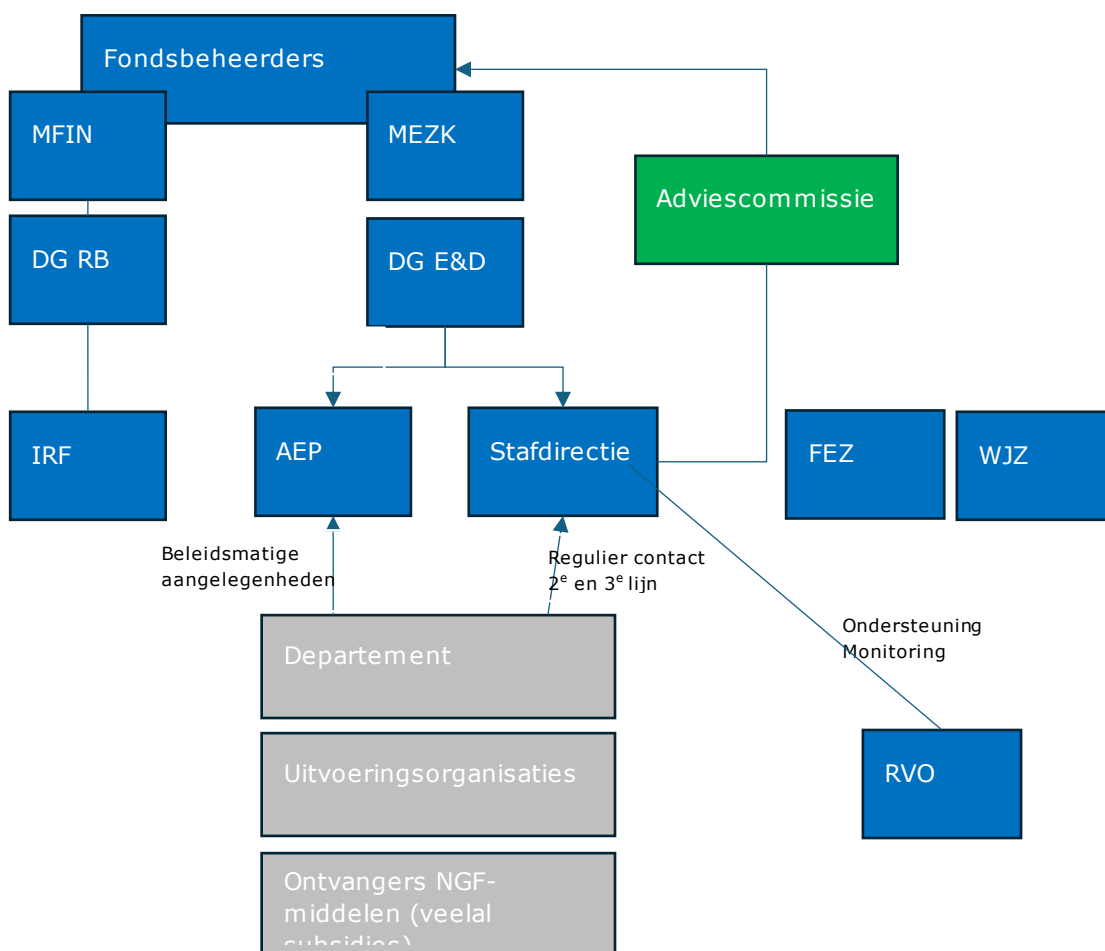 Fondsbeheerders
MFIN
MEZK
Adviescommissie
DG RB
DG E&D
IRF
AEP
Stafdirectie
FEZ
WJZ
Beleidsmatige
aangelegenheden
Regulier contact
2e en 3e lijn
Departement
Ondersteuning
Monitoring
Uitvoeringsorganisaties
RVO
Ontvangers NGF-
middelen (veelal
subsidies)